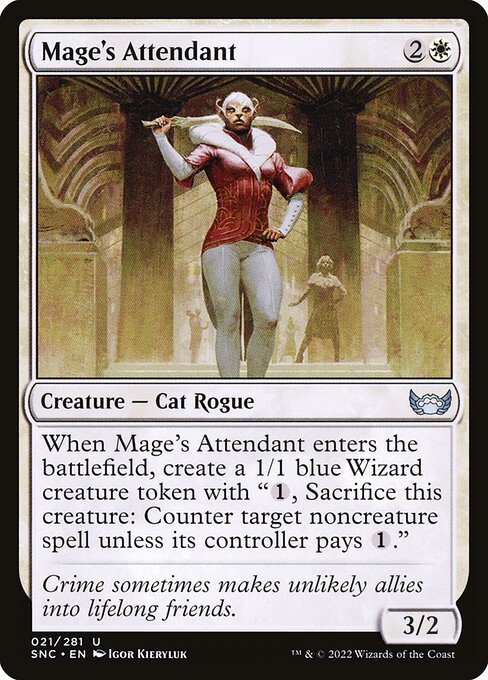 Mage's Attendant 2
Creature — Cat Rogue
When Mage's Attendant enters the
battlefield, create a 1/1 blue Wizard
creature token with “1, Sacrifice this
creature: Counter target noncreature
spell unless its controller pays 1.”
Crime sometimes makes unlikely allies
into lifelong friends.
3/2
021/281 U
SNC • EN Igor Kieryluk
™ & © 2022 Wizards of the Coast